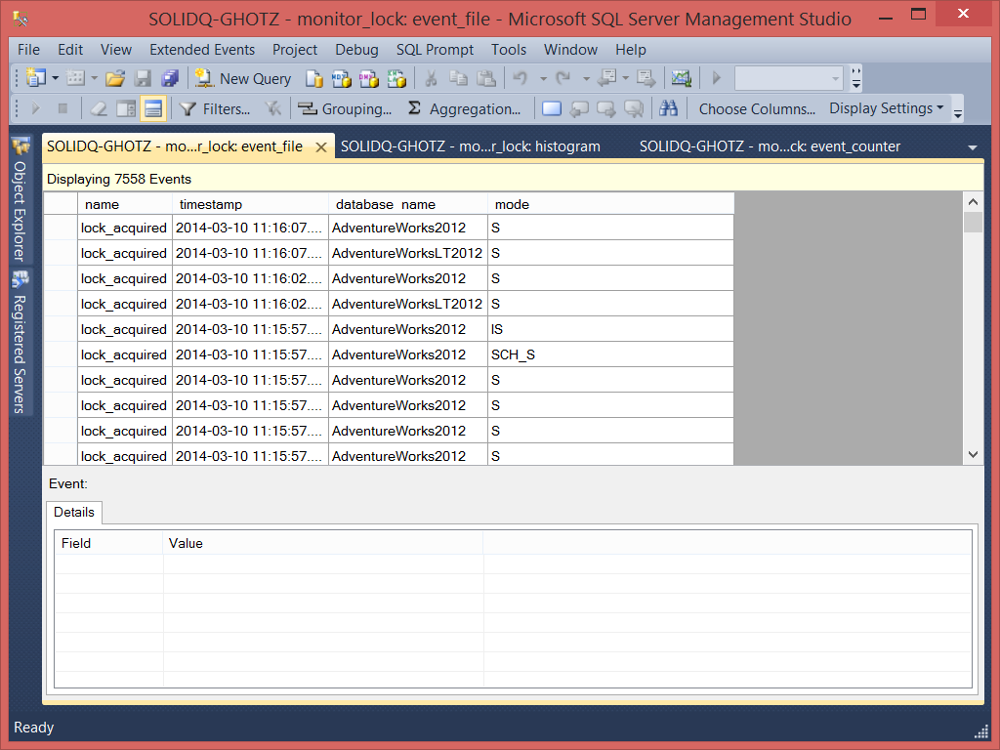 SOLIDQ-GHOTZ - monitor_lock: event_file - Microsoft SQL Server Management Studio
File Edit View Extended Events Project Debug SQL Prompt Tools Window Help
New Query
Filters... Grouping... Σ Aggregation... Choose Columns... Display Settings
SOLIDQ-GHOTZ - mo...r_lock: event_file SOLIDQ-GHOTZ - mo...r_lock: histogram SOLIDQ-GHOTZ - mo...ck: event_counter
Object Explorer
Registered Servers
Displaying 7558 Events
name timestamp database_name mode
lock_acquired 2014-03-10 11:16:07.... AdventureWorks2012 S
lock_acquired 2014-03-10 11:16:07.... AdventureWorksLT2012 S
lock_acquired 2014-03-10 11:16:02.... AdventureWorks2012 S
lock_acquired 2014-03-10 11:16:02.... AdventureWorksLT2012 S
lock_acquired 2014-03-10 11:15:57.... AdventureWorks2012 IS
lock_acquired 2014-03-10 11:15:57.... AdventureWorks2012 SCH_S
lock_acquired 2014-03-10 11:15:57.... AdventureWorks2012 S
lock_acquired 2014-03-10 11:15:57.... AdventureWorks2012 S
lock_acquired 2014-03-10 11:15:57.... AdventureWorks2012 S
lock_acquired 2014-03-10 11:15:57.... AdventureWorks2012 S
Event:
Details
Field Value
Ready